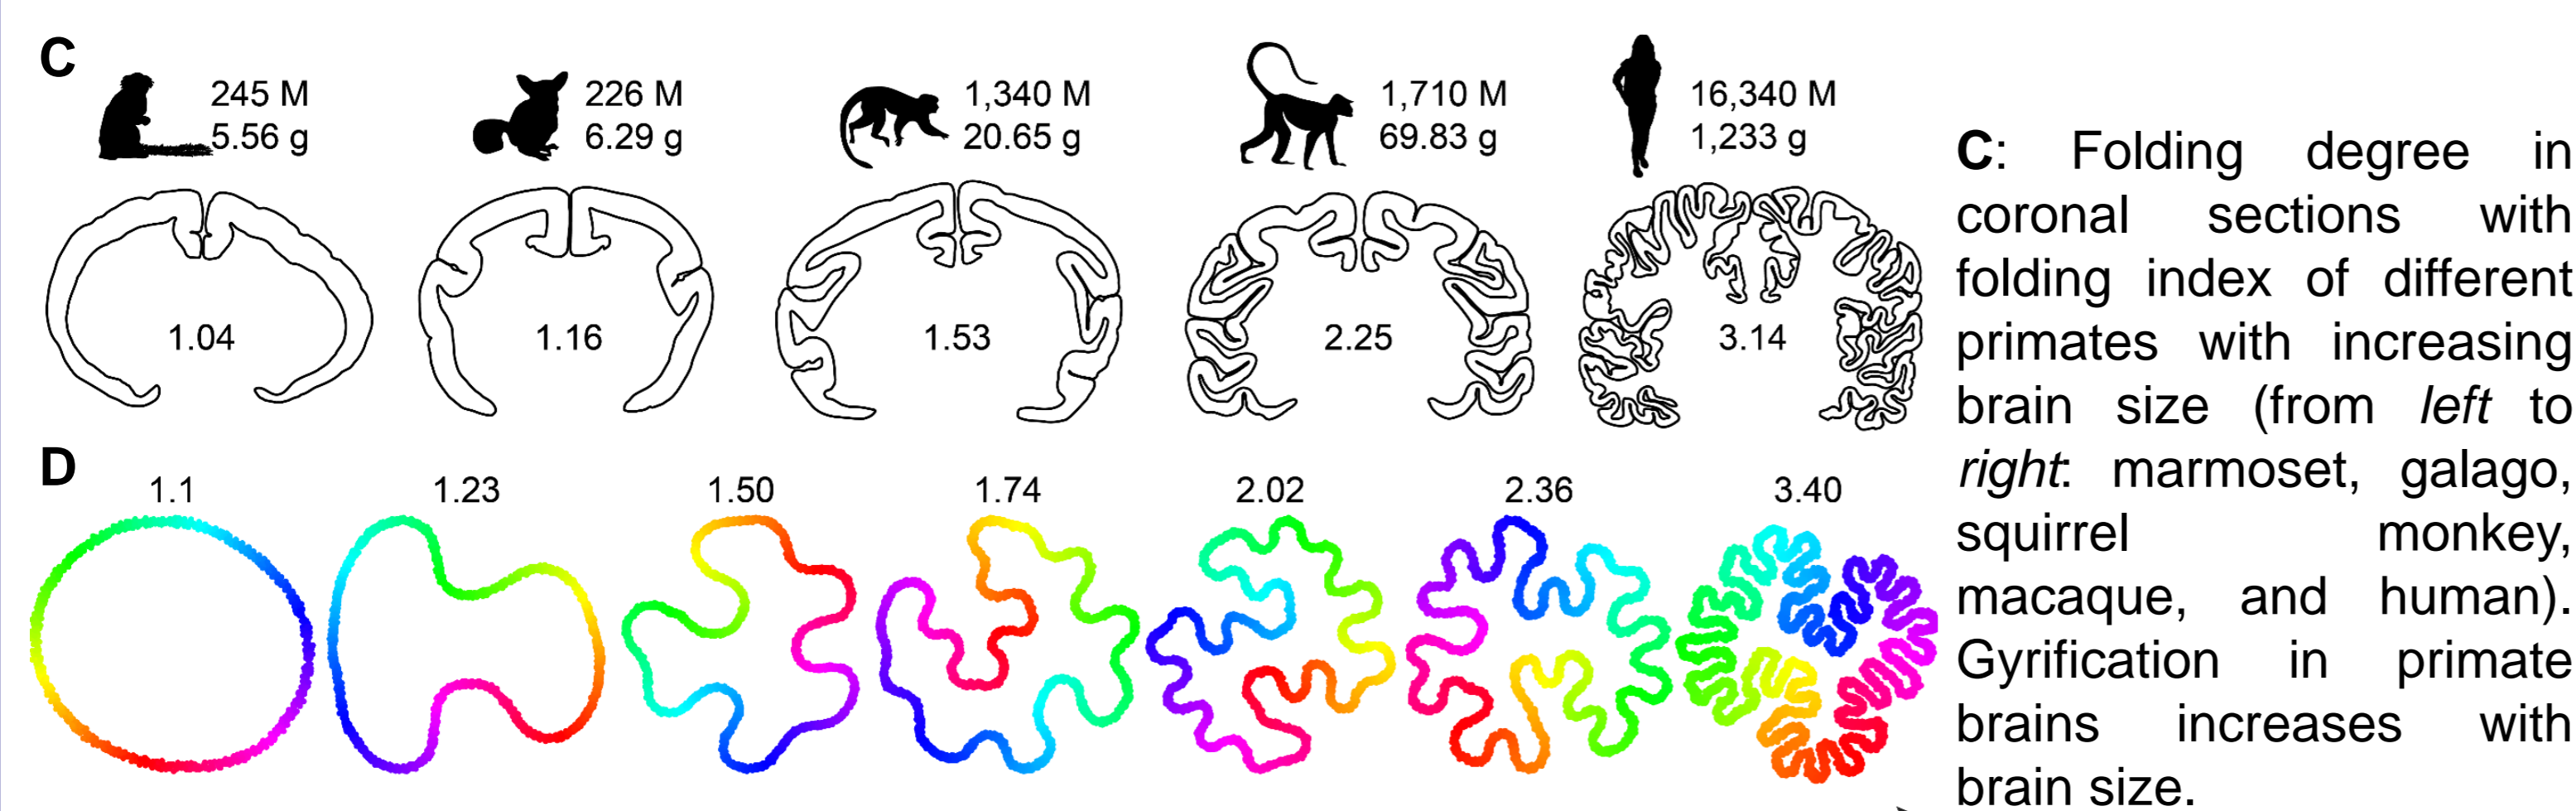 C
245 M
5.56 g
226 M
6.29 g
1,340 M
20.65 g
1,710 M
69.83 g
16,340 M
1,233 g
1.04
1.16
1.53
2.25
3.14
D
1.1
1.23
1.50
1.74
2.02
2.36
3.40
C: Folding degree in
coronal sections with
folding index of different
primates with increasing
brain size (from left to
right: marmoset, galago,
squirrel monkey,
macaque, and human).
Gyrification in primate
brains increases with
brain size.